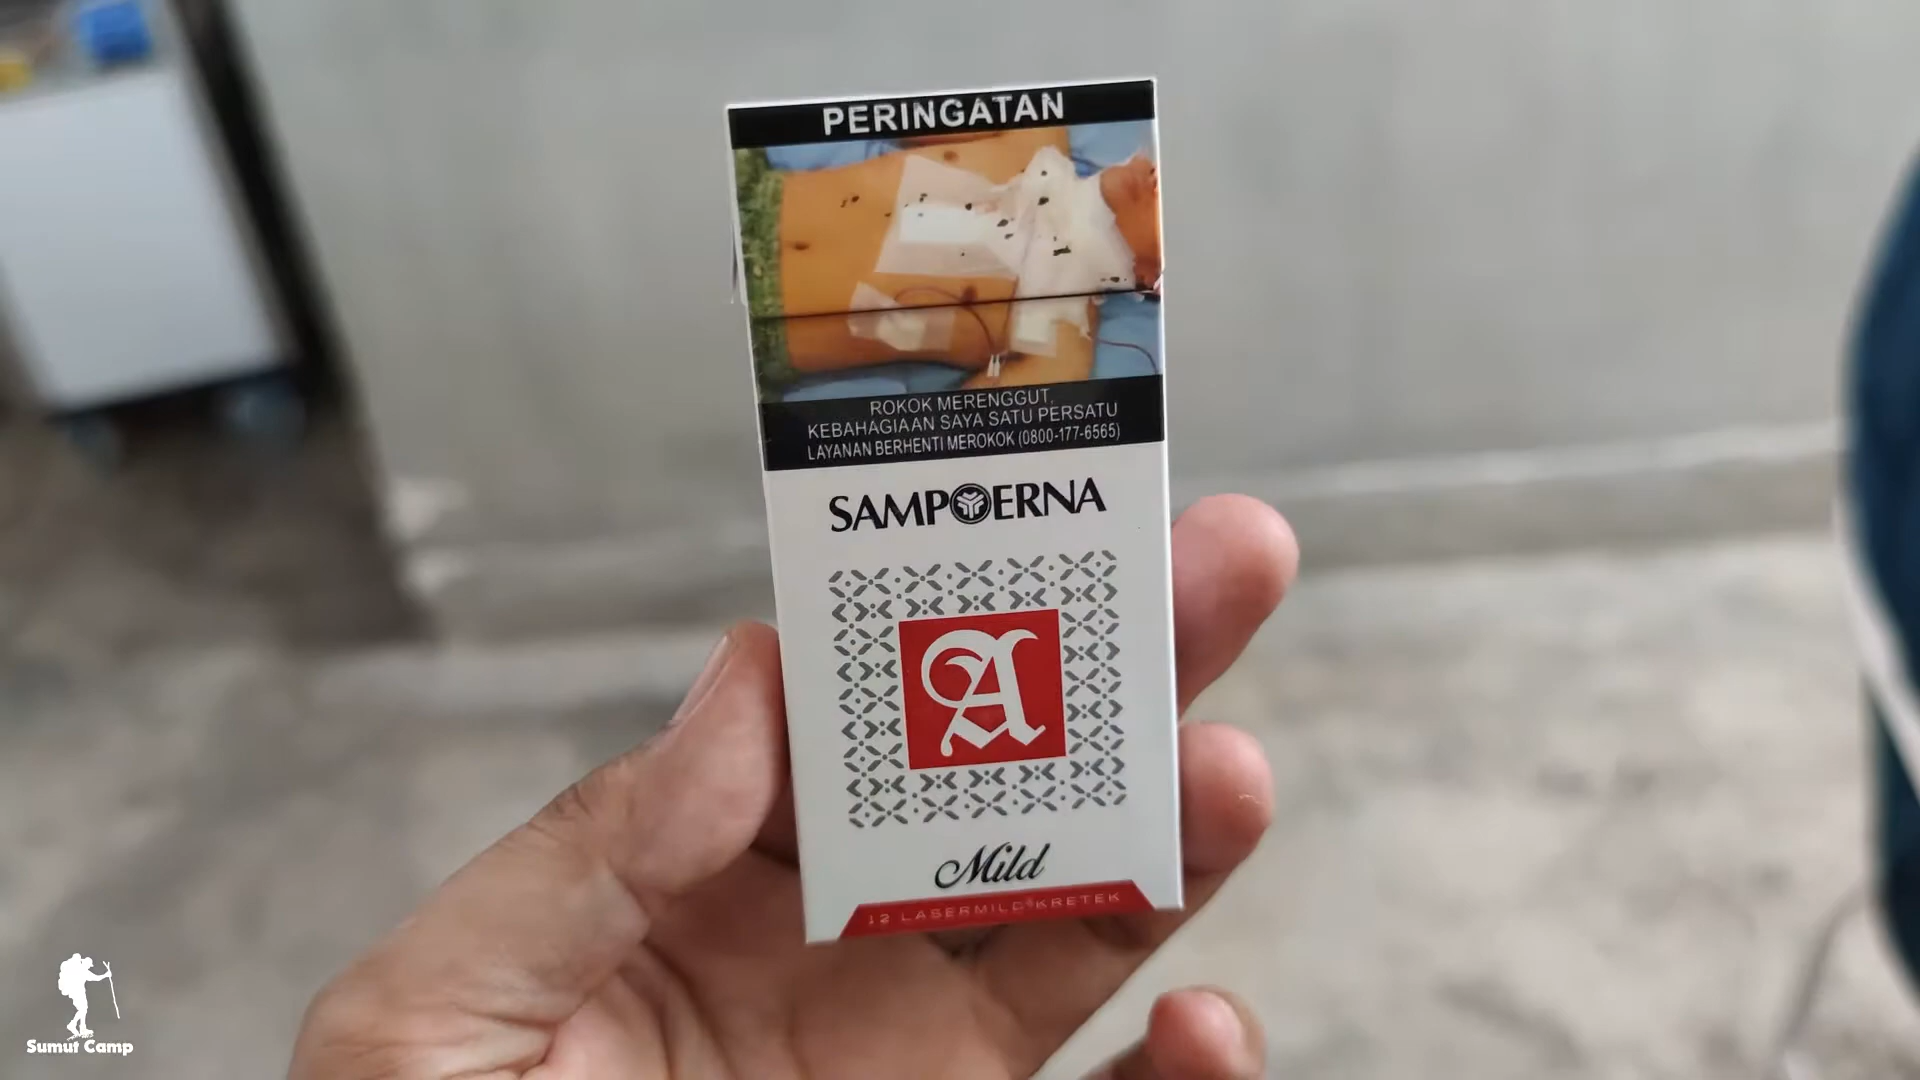 PERINGATAN
ROKOK MERENGGUT
KEBAHAGIAAN SAYA SATU PERSATU
LAYANAN BERHENTI MEROKOK (0800-177-6565)
SAMPOERNA
A
Mild
12 LASERMILD KRETEK
Sumut Camp